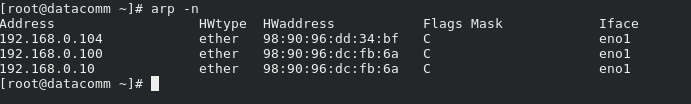 [root@datacomm ~]# arp -n
Address HWtype HWaddress Flags Mask Iface
192.168.0.104 ether 98:90:96:dd:34:bf C eno1
192.168.0.100 ether 98:90:96:dc:fb:6a C eno1
192.168.0.10 ether 98:90:96:dc:fb:6a C eno1
[root@datacomm ~]#